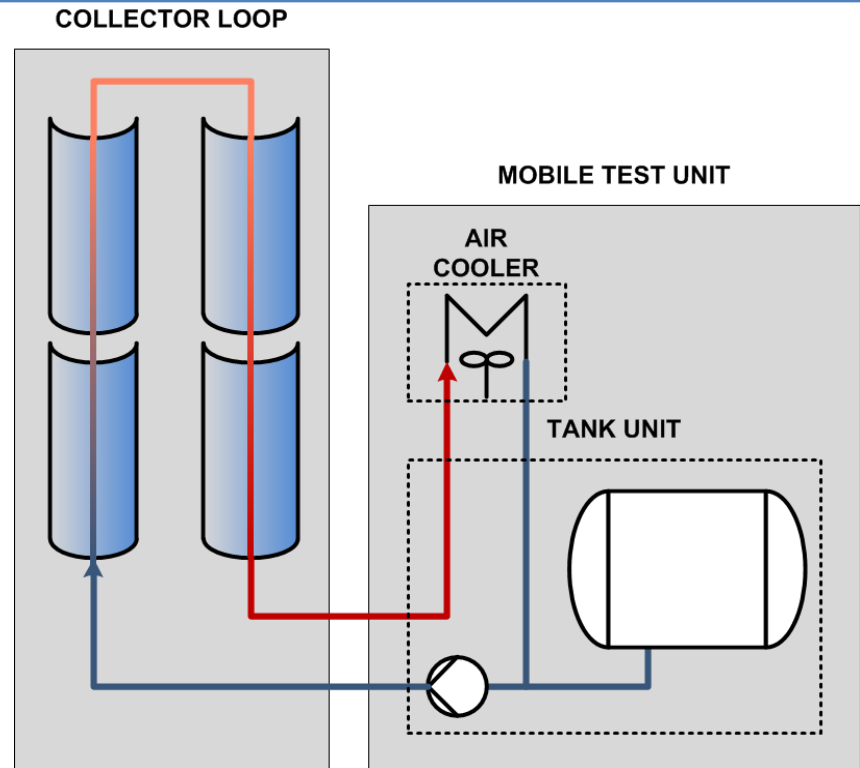 COLLECTOR LOOP
MOBILE TEST UNIT
AIR
COOLER
TANK UNIT